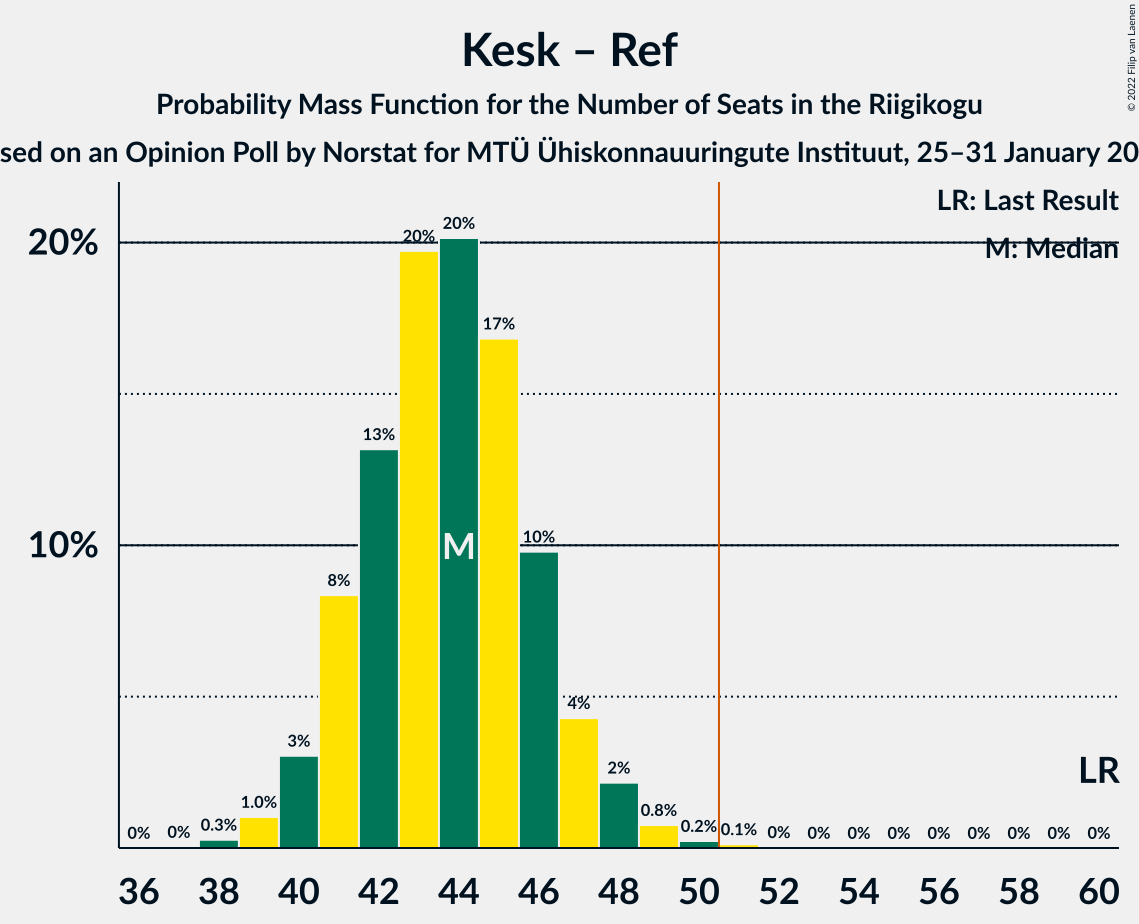 Kesk – Ref
Probability Mass Function for the Number of Seats in the Riigikogu
sed on an Opinion Poll by Norstat for MTÜ Ühiskonnauuringute Instituut, 25–31 January 20
© 2022 Filip van Laenen
LR: Last Result
M: Median
20%
10%
0% 0% 0.3% 1.0% 3% 8% 13% 20% 20% 17% 10% 4% 2% 0.8% 0.2% 0.1% 0% 0% 0% 0% 0% 0% 0% 0% 0%
M
LR
36 38 40 42 44 46 48 50 52 54 56 58 60